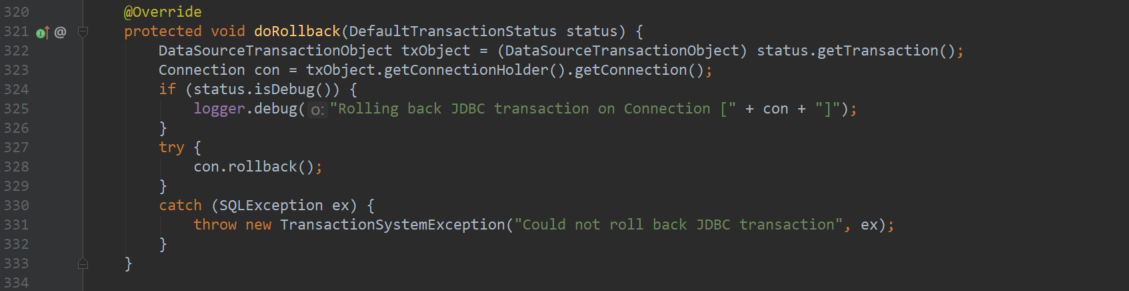 320 @Override
321 @ protected void doRollback(DefaultTransactionStatus status) {
322 DataSourceTransactionObject txObject = (DataSourceTransactionObject) status.getTransaction();
323 Connection con = txObject.getConnectionHolder().getConnection();
324 if (status.isDebug()) {
325 logger.debug( o: "Rolling back JDBC transaction on Connection [" + con + "]");
326 }
327 try {
328 con.rollback();
329 }
330 catch (SQLException ex) {
331 throw new TransactionSystemException("Could not roll back JDBC transaction", ex);
332 }
333 }
334